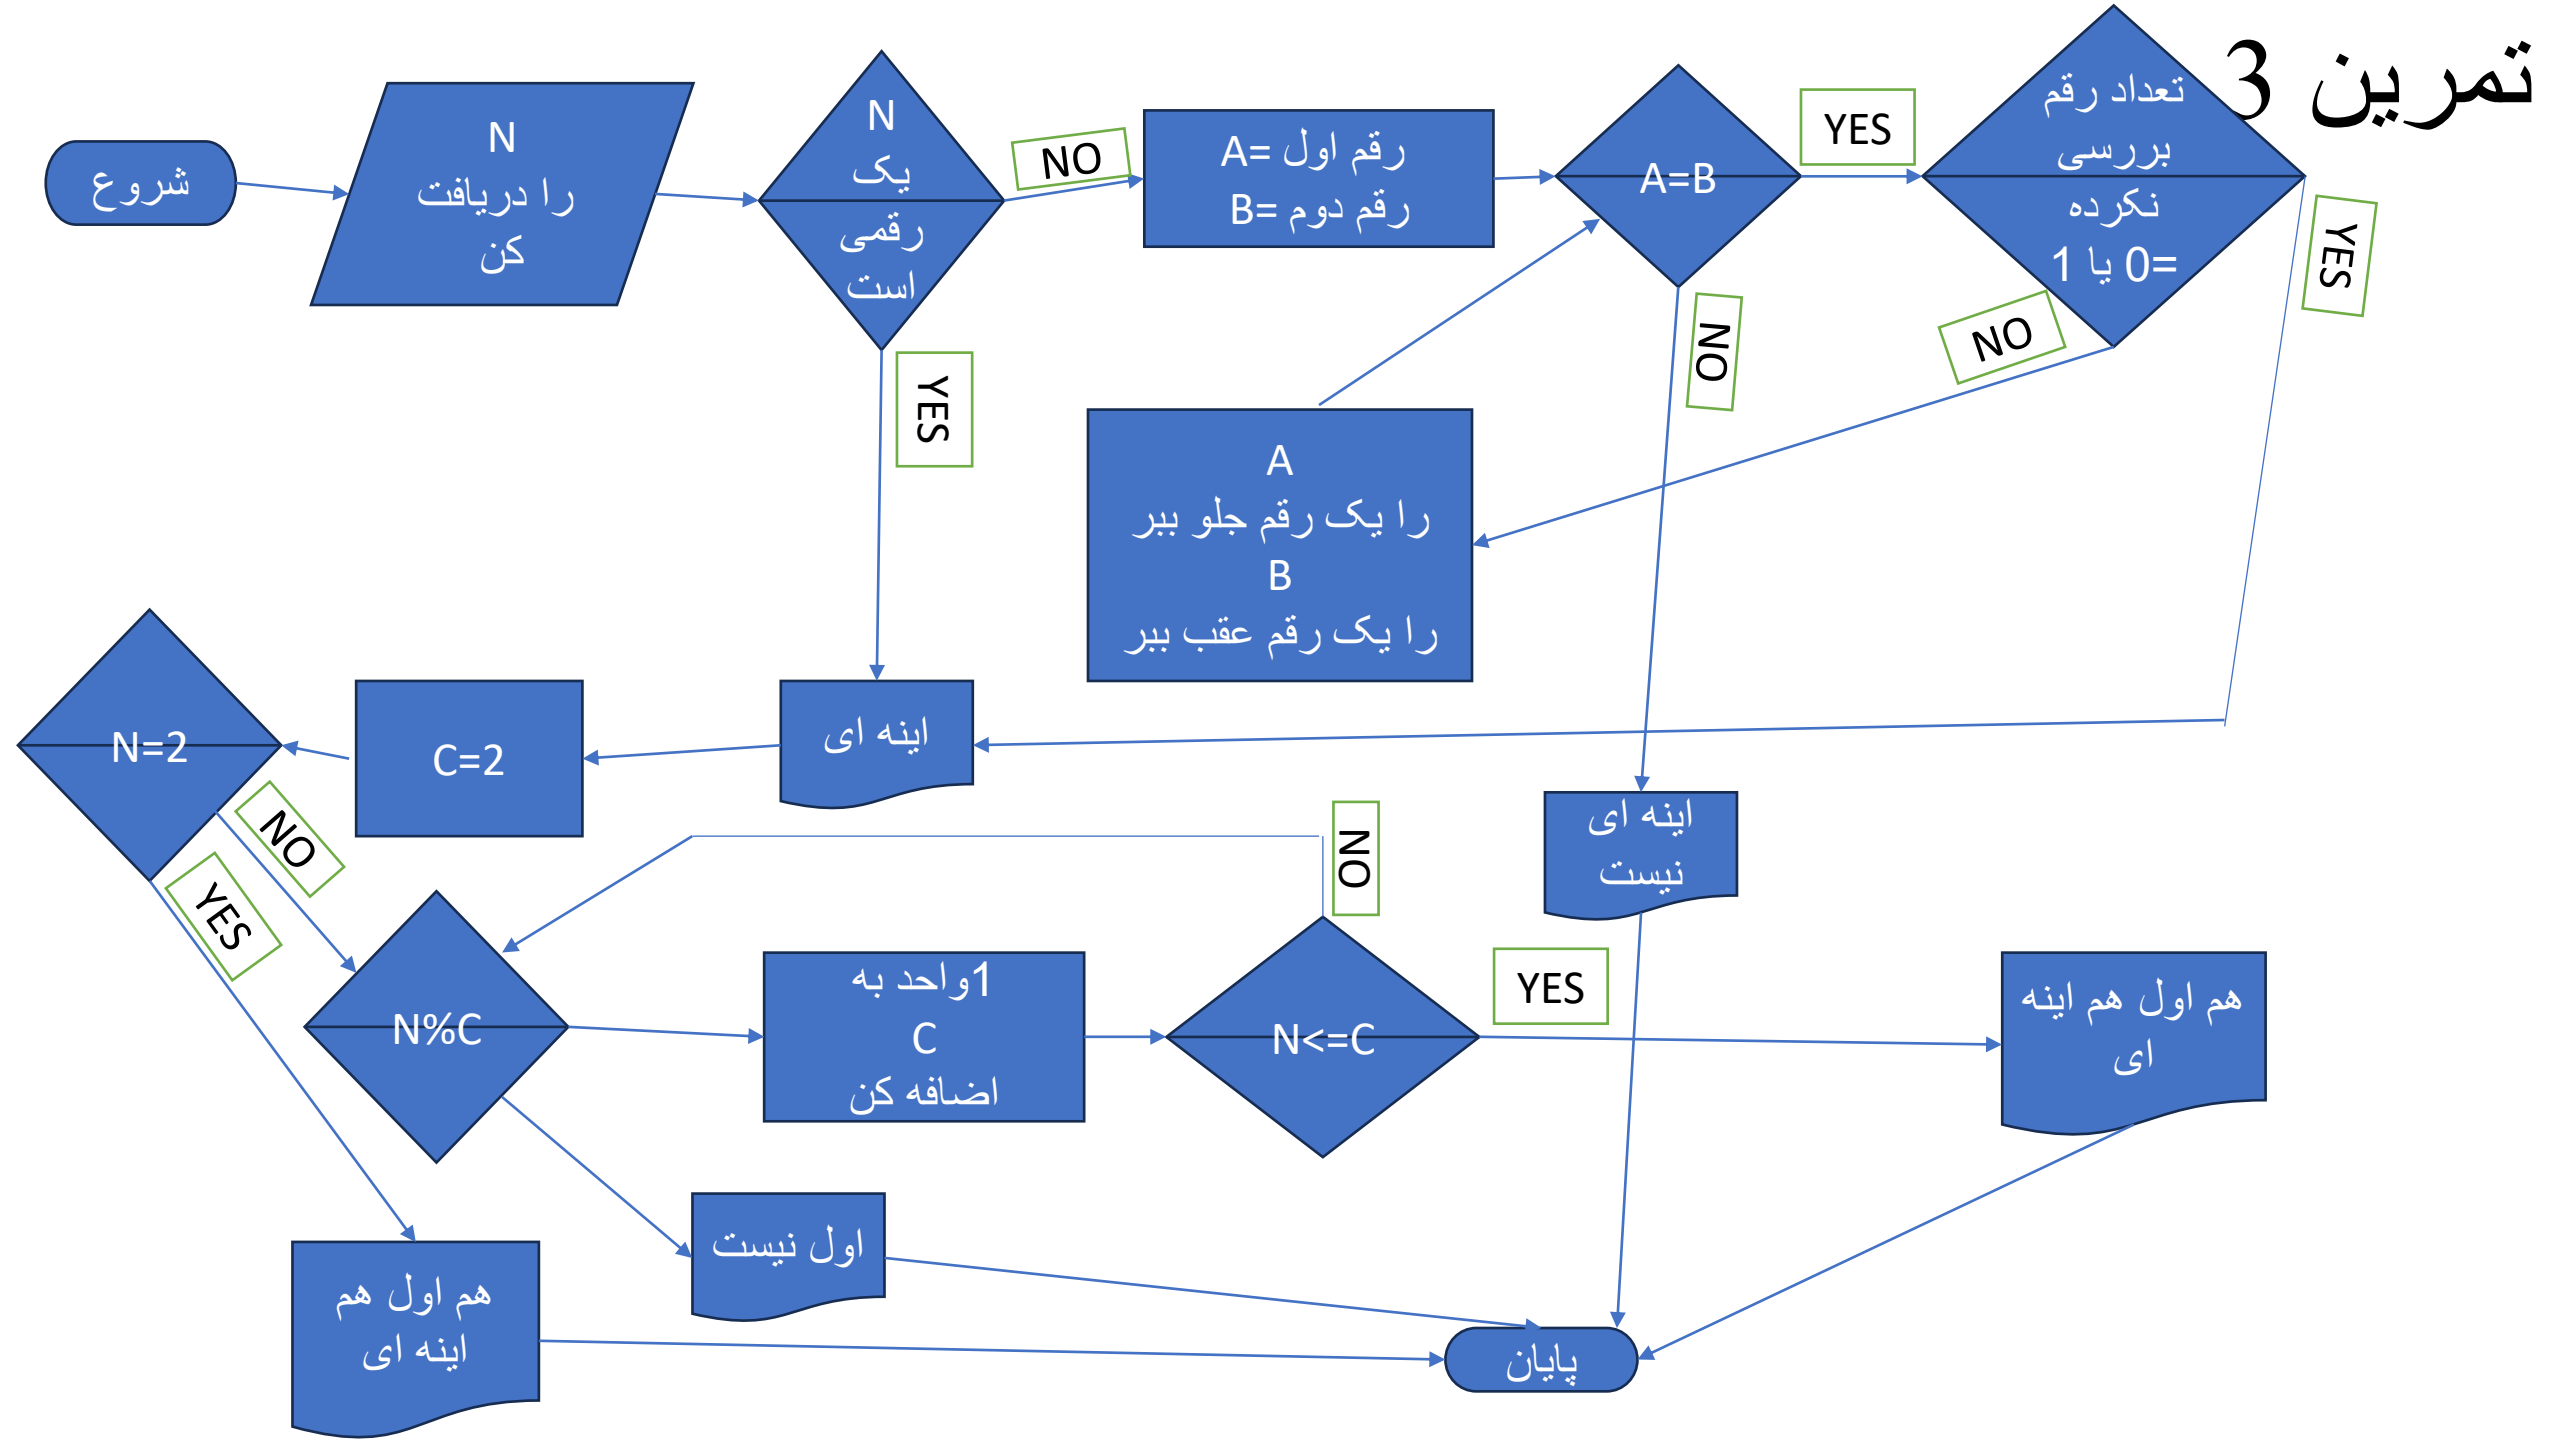 تمرین 3
شروع
N
را دریافت
کن
N
یک
رقمی
است
NO
A= رقم اول
B= رقم دوم
A=B
YES
تعداد رقم
بررسی
نکرده
=0 یا 1
YES
NO
NO
YES
A
را یک رقم جلو ببر
B
را یک رقم عقب ببر
N=2
C=2
اینه ای
اینه ای
نیست
NO
YES
NO
N%C
1واحد به
C
اضافه کن
N<=C
YES
هم اول هم اینه
ای
اول نیست
هم اول هم
اینه ای
پایان